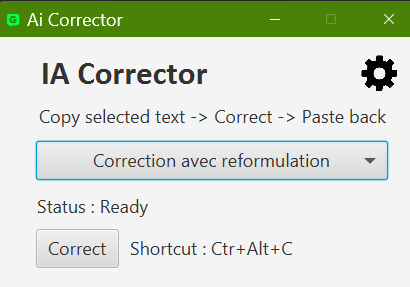 Ai Corrector
IA Corrector
Copy selected text -> Correct -> Paste back
Correction avec reformulation
Status : Ready
Correct Shortcut : Ctr+Alt+C